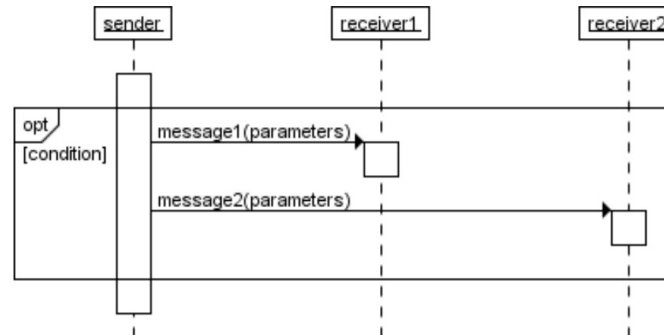 sender
receiver1
receiver2
opt
[condition]
message1(parameters)
message2(parameters)